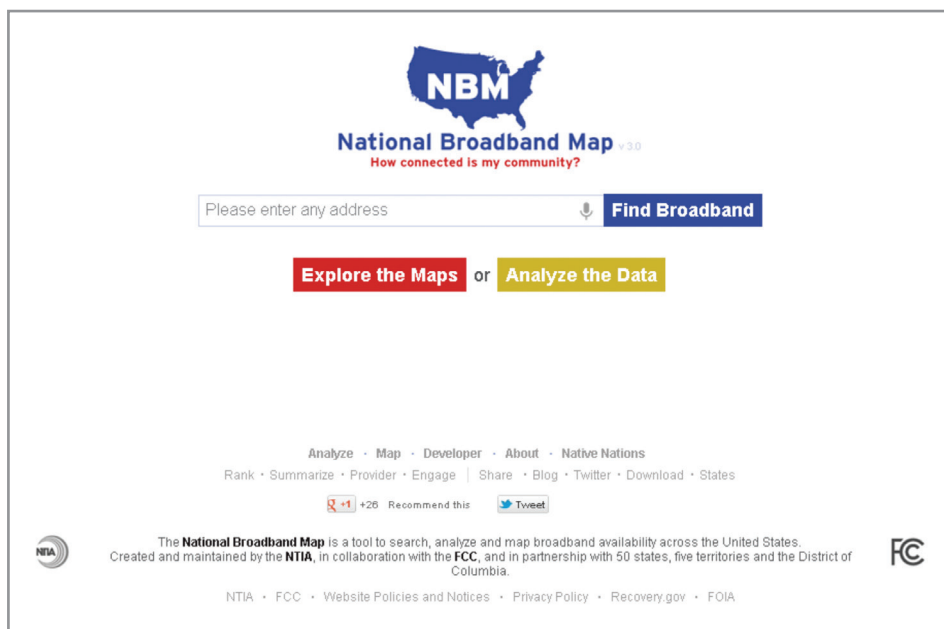 NBM
National Broadband Map v 3.0
How connected is my community?
Please enter any address
Find Broadband
Explore the Maps or Analyze the Data
Analyze · Map · Developer · About · Native Nations
Rank · Summarize · Provider · Engage | Share · Blog · Twitter · Download · States
+1 +26 Recommend this Tweet
NTIA
The National Broadband Map is a tool to search, analyze and map broadband availability across the United States.
Created and maintained by the NTIA, in collaboration with the FCC, and in partnership with 50 states, five territories and the District of
Columbia.
FCC
NTIA · FCC · Website Policies and Notices · Privacy Policy · Recovery.gov · FOIA